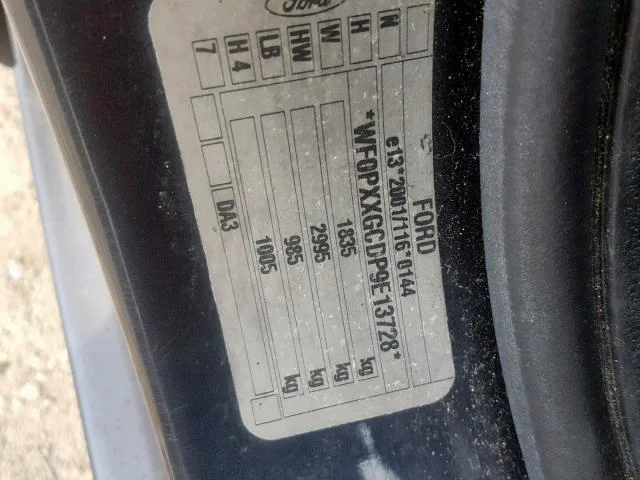 Ford
FORD
e13*2001/116*0144
*WF0PXXGCDP9E13728*
1835 kg
2995 kg
985 kg
1005 kg
DA3
N
H
W
HW
LB
H 4
7